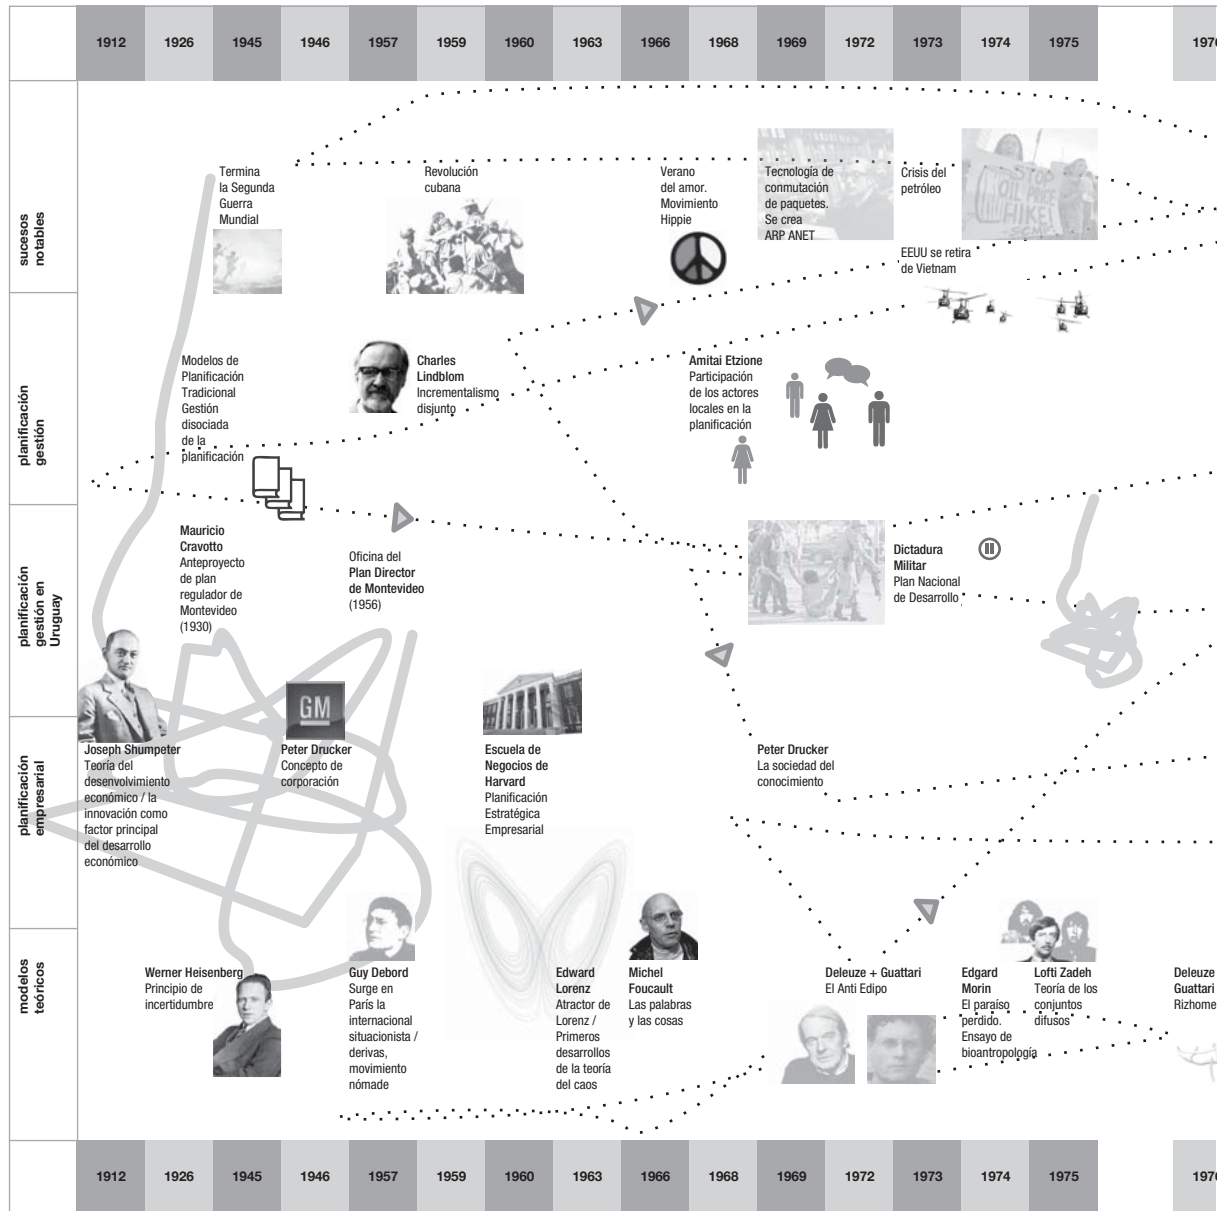 1912 1926 1945 1946 1957 1959 1960 1963 1966 1968 1969 1972 1973 1974 1975 1976
sucesos
notables
Termina
la Segunda
Guerra
Mundial
Revolución
cubana
Verano
del amor.
Movimiento
Hippie
Tecnología de
conmutación
de paquetes.
Se crea
ARP ANET
Crisis del
petróleo
STOP
OIL PRICE
HIKE!
EEUU se retira
de Vietnam
planificación
gestión
Modelos de
Planificación
Tradicional
Gestión
disociada
de la
planificación
Charles
Lindblom
Incrementalismo
disjunto
Amitai Etzione
Participación
de los actores
locales en la
planificación
planificación
gestión en
Uruguay
Mauricio
Cravotto
Anteproyecto
de plan
regulador de
Montevideo
(1930)
Oficina del
Plan Director
de Montevideo
(1956)
Dictadura
Militar
Plan Nacional
de Desarrollo
planificación
empresarial
Joseph Shumpeter
Teoría del
desenvolvimiento
económico / la
innovación como
factor principal
del desarrollo
económico
GM
Peter Drucker
Concepto de
corporación
Escuela de
Negocios de
Harvard
Planificación
Estratégica
Empresarial
Peter Drucker
La sociedad del
conocimiento
modelos
teóricos
Werner Heisenberg
Principio de
incertidumbre
Guy Debord
Surge en
París la
internacional
situacionista /
derivas,
movimiento
nómade
Edward
Lorenz
Atractor de
Lorenz /
Primeros
desarrollos
de la teoría
del caos
Michel
Foucault
Las palabras
y las cosas
Deleuze + Guattari
El Anti Edipo
Edgard
Morin
El paraíso
perdido.
Ensayo de
bioantropología
Lofti Zadeh
Teoría de los
conjuntos
difusos
Deleuze
Guattari
Rizhome
1912 1926 1945 1946 1957 1959 1960 1963 1966 1968 1969 1972 1973 1974 1975 1976